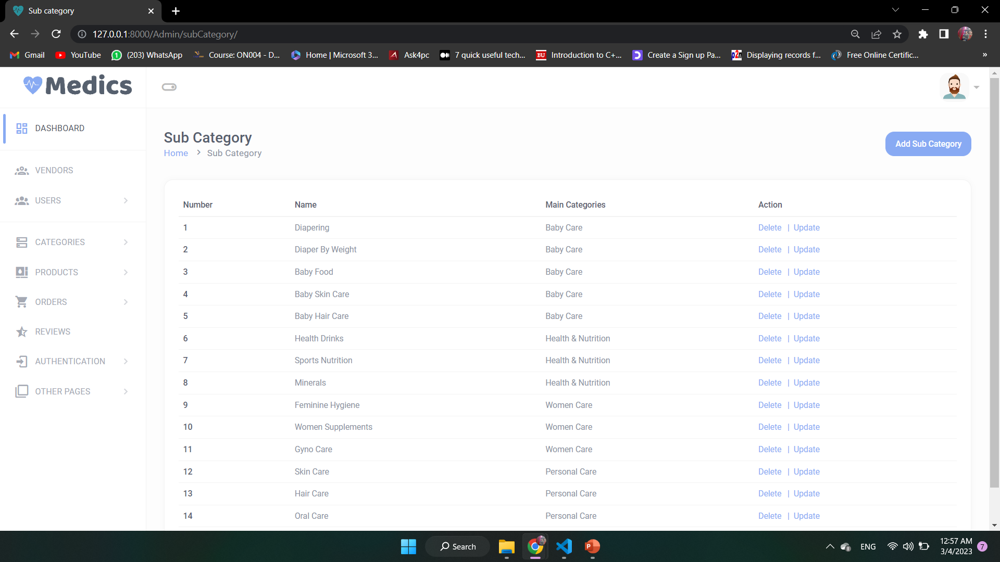 Sub category
127.0.0.1:8000/Admin/subCategory/
Gmail YouTube (203) WhatsApp Course: ON004 - D... Home | Microsoft 3... Ask4pc 7 quick useful tech... BU Introduction to C+... Create a Sign up Pa... p2n Displaying records f... Free Online Certific... »
Medics
DASHBOARD
VENDORS
USERS
CATEGORIES
PRODUCTS
ORDERS
REVIEWS
AUTHENTICATION
OTHER PAGES
Sub Category
Home > Sub Category
Add Sub Category
Number Name Main Categories Action
1 Diapering Baby Care Delete | Update
2 Diaper By Weight Baby Care Delete | Update
3 Baby Food Baby Care Delete | Update
4 Baby Skin Care Baby Care Delete | Update
5 Baby Hair Care Baby Care Delete | Update
6 Health Drinks Health & Nutrition Delete | Update
7 Sports Nutrition Health & Nutrition Delete | Update
8 Minerals Health & Nutrition Delete | Update
9 Feminine Hygiene Women Care Delete | Update
10 Women Supplements Women Care Delete | Update
11 Gyno Care Women Care Delete | Update
12 Skin Care Personal Care Delete | Update
13 Hair Care Personal Care Delete | Update
14 Oral Care Personal Care Delete | Update
Search
ENG
12:57 AM
3/4/2023
7